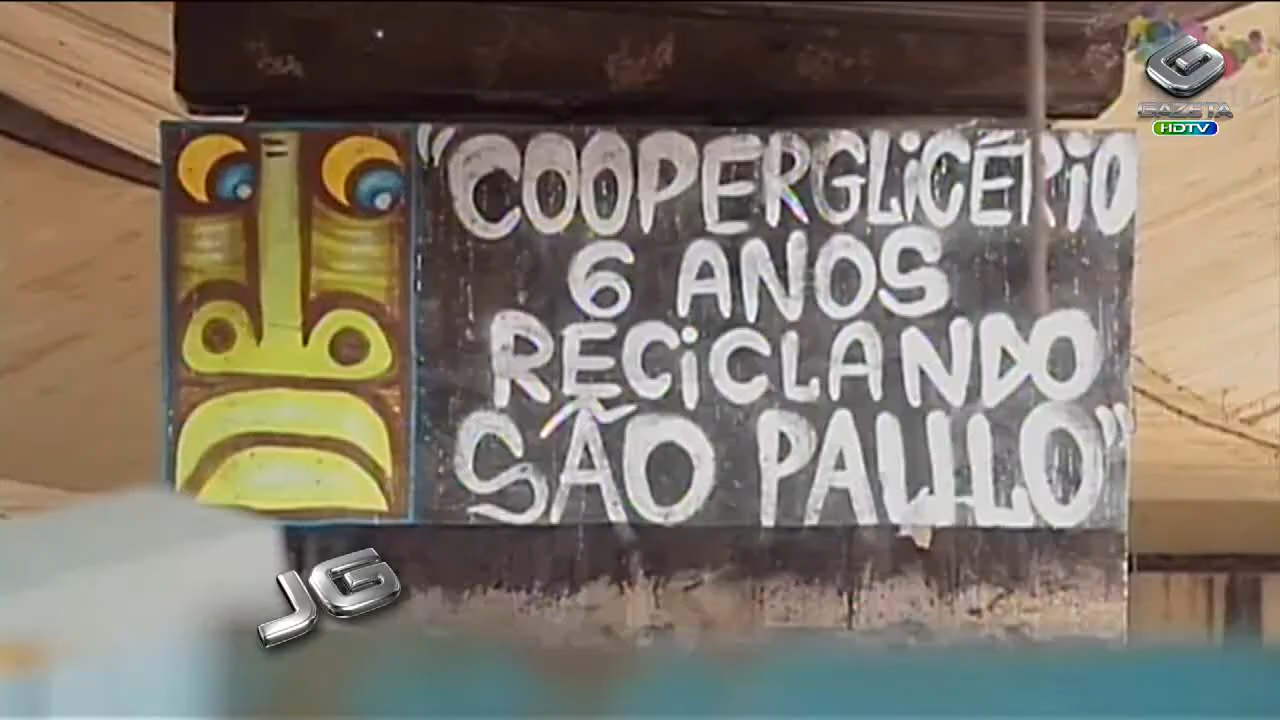 GAZETA
HDTV
"COOPERGLICÉRIO
6 ANOS
RECICLANDO
SÃO PAULO"
JG